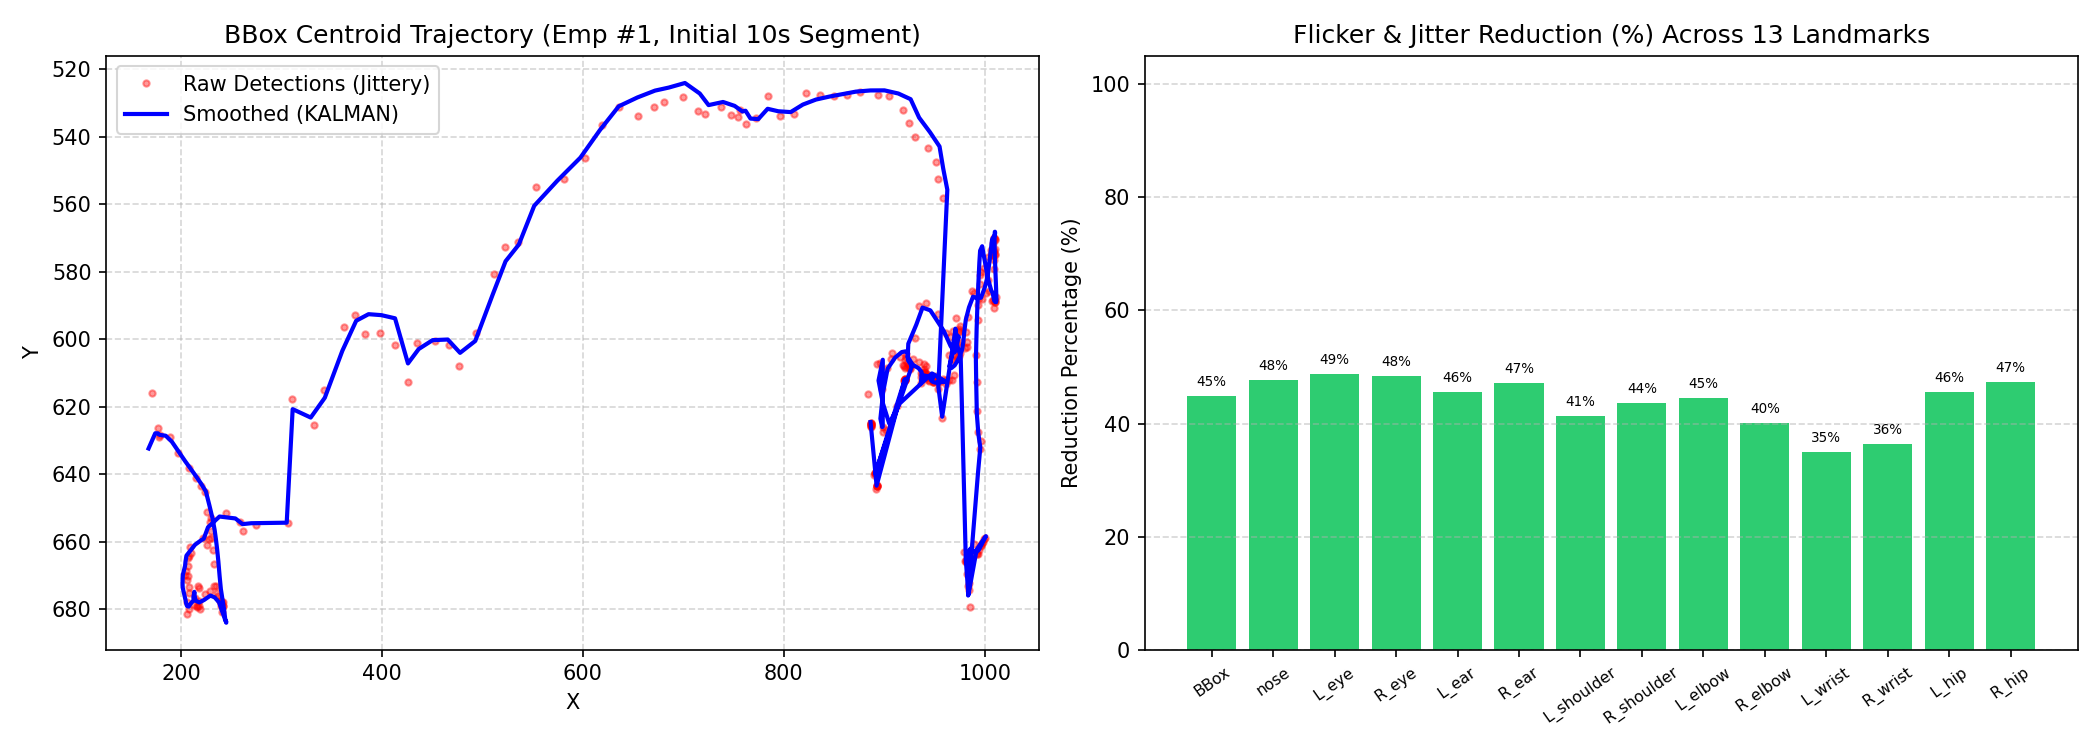 BBox Centroid Trajectory (Emp #1, Initial 10s Segment)
Raw Detections (Jittery)
Smoothed (KALMAN)
Y
520
540
560
580
600
620
640
660
680
200 400 600 800 1000
X
Flicker & Jitter Reduction (%) Across 13 Landmarks
Reduction Percentage (%)
100
80
60
40
20
0
45% 48% 49% 48% 46% 47% 41% 44% 45% 40% 35% 36% 46% 47%
BBox nose L_eye R_eye L_ear R_ear L_shoulder R_shoulder L_elbow R_elbow L_wrist R_wrist L_hip R_hip